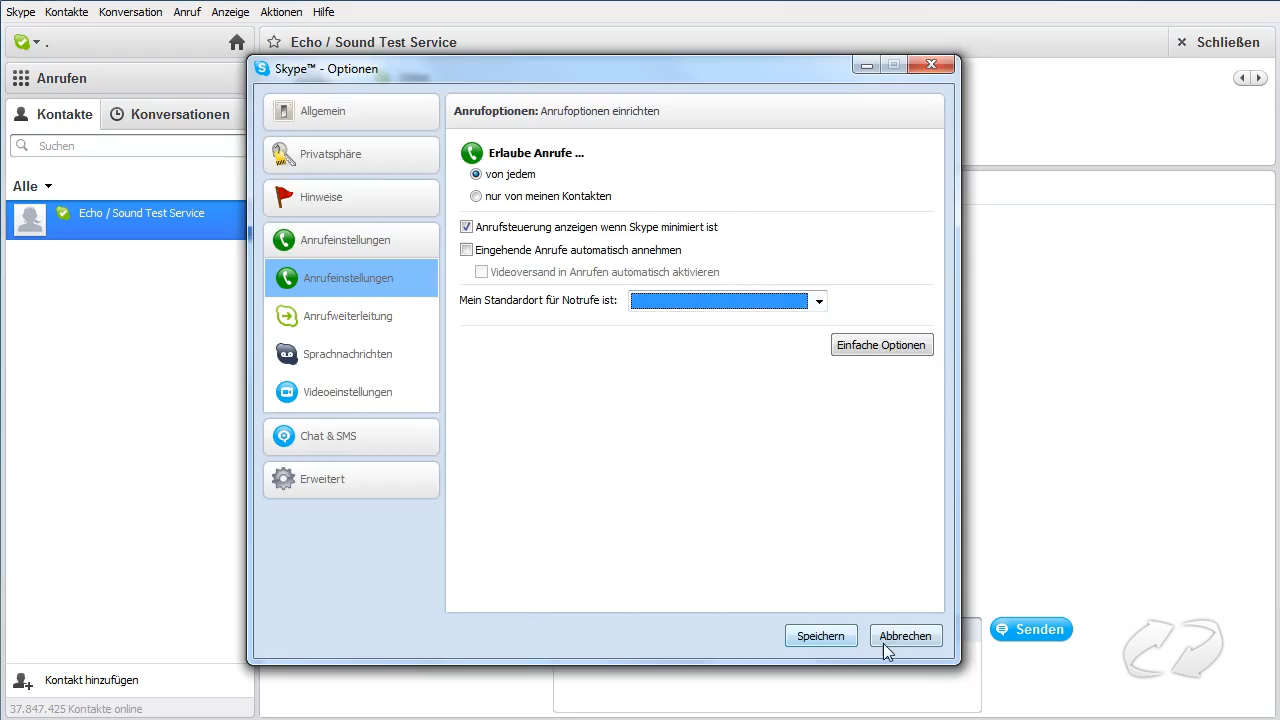 Skype Kontakte Konversation Anruf Anzeige Aktionen Hilfe
.
Echo / Sound Test Service
Schließen
Anrufen
Kontakte
Konversationen
Suchen
Alle
Echo / Sound Test Service
Kontakt hinzufügen
37.847.425 Kontakte online
Skype™ - Optionen
Allgemein
Privatsphäre
Hinweise
Anrufeinstellungen
Anrufeinstellungen
Anrufweiterleitung
Sprachnachrichten
Videoeinstellungen
Chat & SMS
Erweitert
Anrufoptionen: Anrufoptionen einrichten
Erlaube Anrufe ...
von jedem
nur von meinen Kontakten
Anrufsteuerung anzeigen wenn Skype minimiert ist
Eingehende Anrufe automatisch annehmen
Videoversand in Anrufen automatisch aktivieren
Mein Standardort für Notrufe ist:
Einfache Optionen
Speichern
Abbrechen
Senden